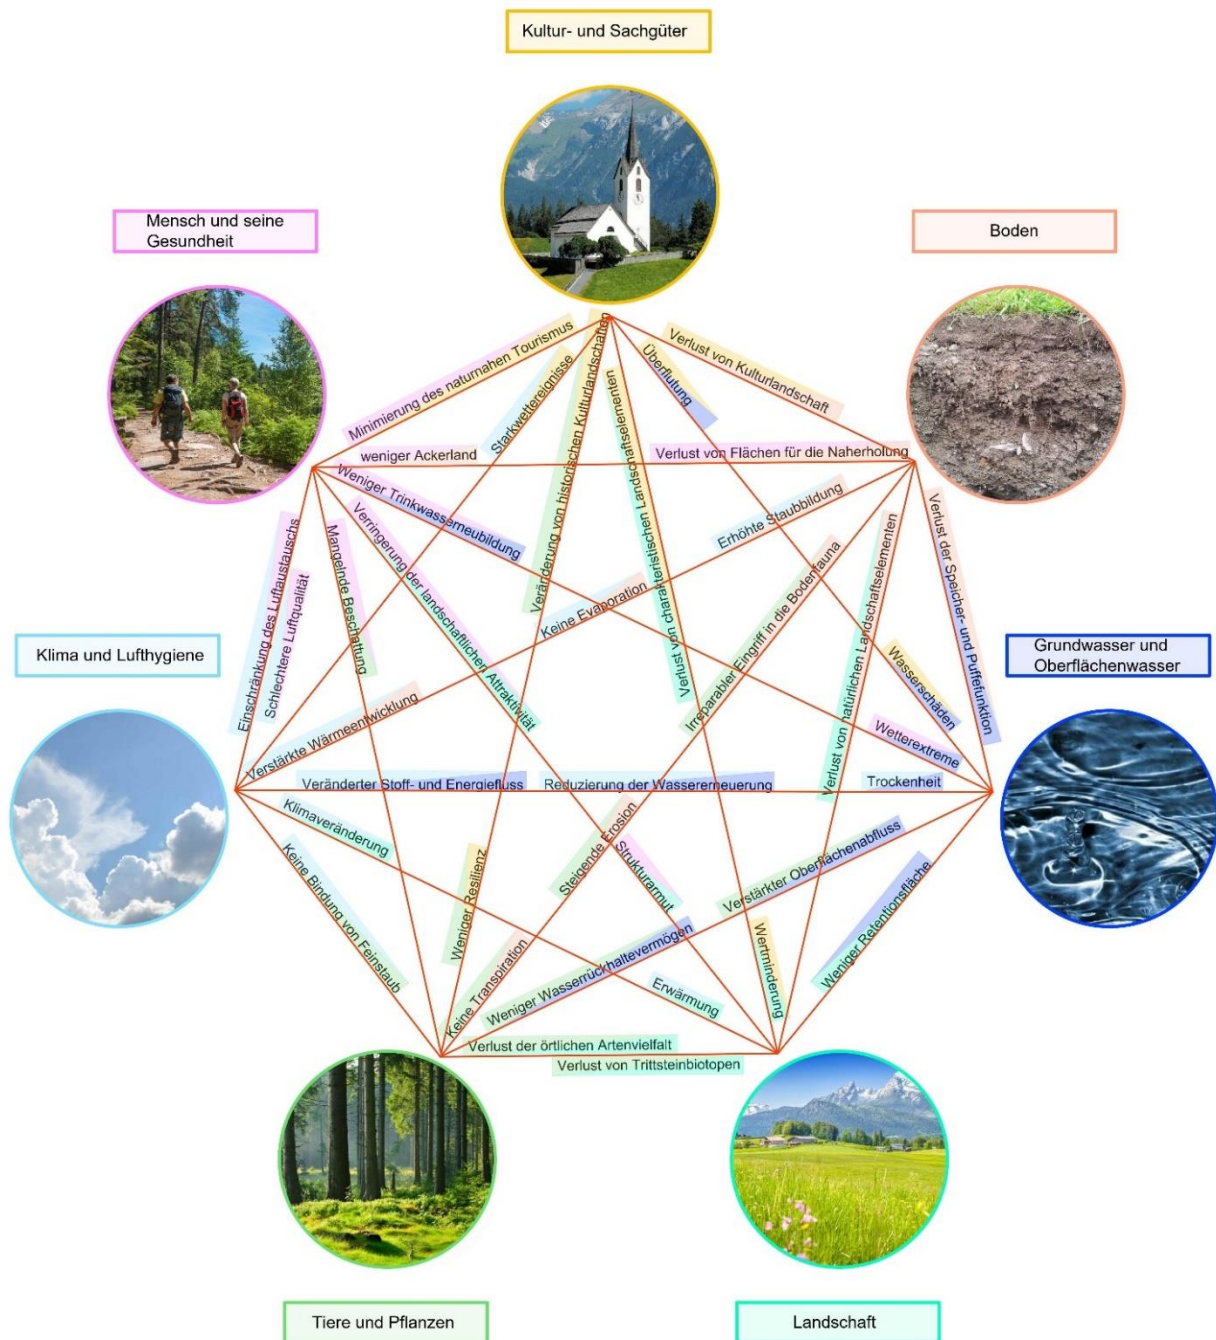 Kultur- und Sachgüter
Mensch und seine
Gesundheit
Boden
Minimierung des naturnahen Tourismus
Starkwettereignisse
Veränderung von historischen Kulturlandschaften
Verlust von charakteristischen Landschaftselementen
Überflutung
Verlust von Kulturlandschaft
weniger Ackerland
Verlust von Flächen für die Naherholung
Weniger Trinkwasserneubildung
Verringerung der landschaftlichen Attraktivität
Mangelnde Beschattung
Einschränkung des Luftaustauschs
Schlechtere Luftqualität
Erhöhte Staubbildung
Keine Evaporation
Irreparabler Eingriff in die Bodenfauna
Verlust von natürlichen Landschaftselementen
Verlust der Speicher- und Puffefunktion
Klima und Lufthygiene
Grundwasser und
Oberflächenwasser
Wasserschäden
Wetterextreme
Verstärkte Wärmeentwicklung
Veränderter Stoff- und Energiefluss
Reduzierung der Wassererneuerung
Trockenheit
Klimaveränderung
Keine Bindung von Feinstaub
Weniger Resilienz
Steigende Erosion
Strukturarmut
Verstärkter Oberflächenabfluss
Weniger Retentionsfläche
Keine Transpiration
Weniger Wasserrückhaltevermögen
Erwärmung
Wertminderung
Verlust der örtlichen Artenvielfalt
Verlust von Trittsteinbiotopen
Tiere und Pflanzen
Landschaft